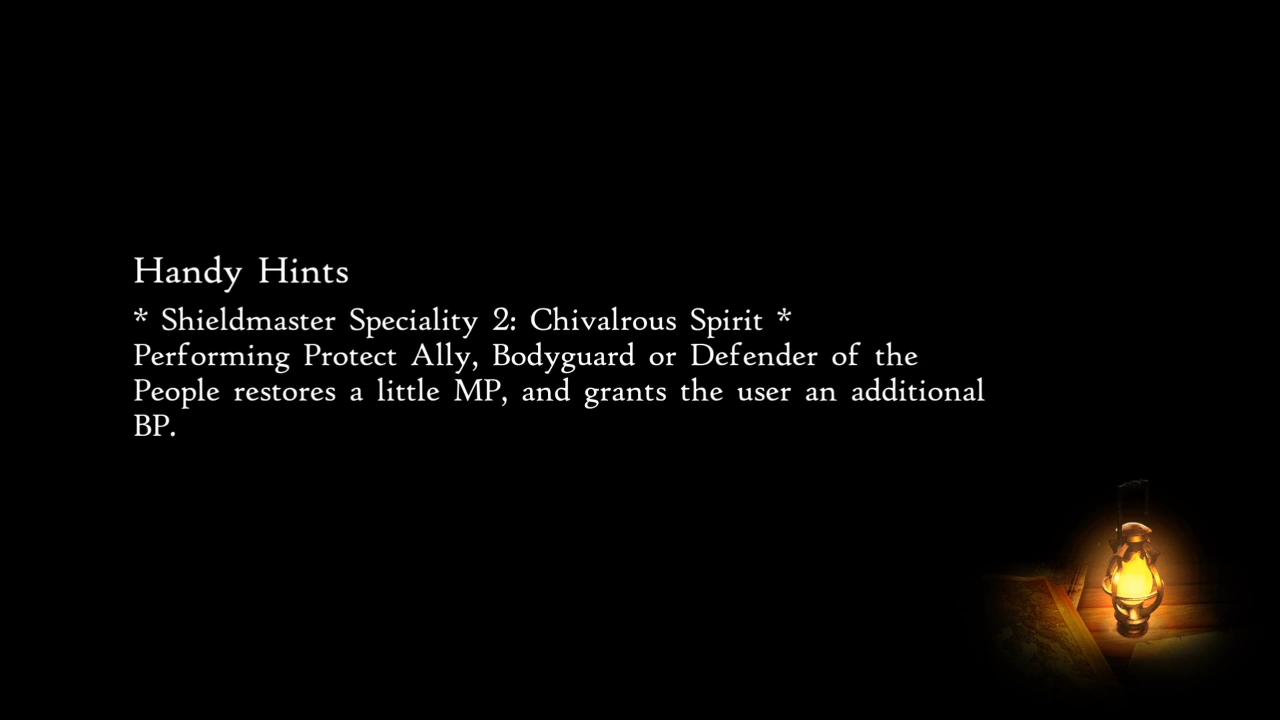 Handy Hints
* Shieldmaster Speciality 2: Chivalrous Spirit *
Performing Protect Ally, Bodyguard or Defender of the
People restores a little MP, and grants the user an additional
BP.